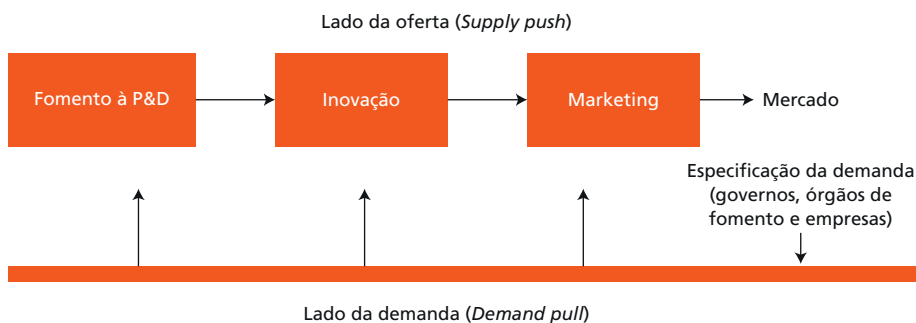 Lado da oferta (Supply push)
Fomento à P&D
Inovação
Marketing
Mercado
Especificação da demanda
(governos, órgãos de
fomento e empresas)
Lado da demanda (Demand pull)